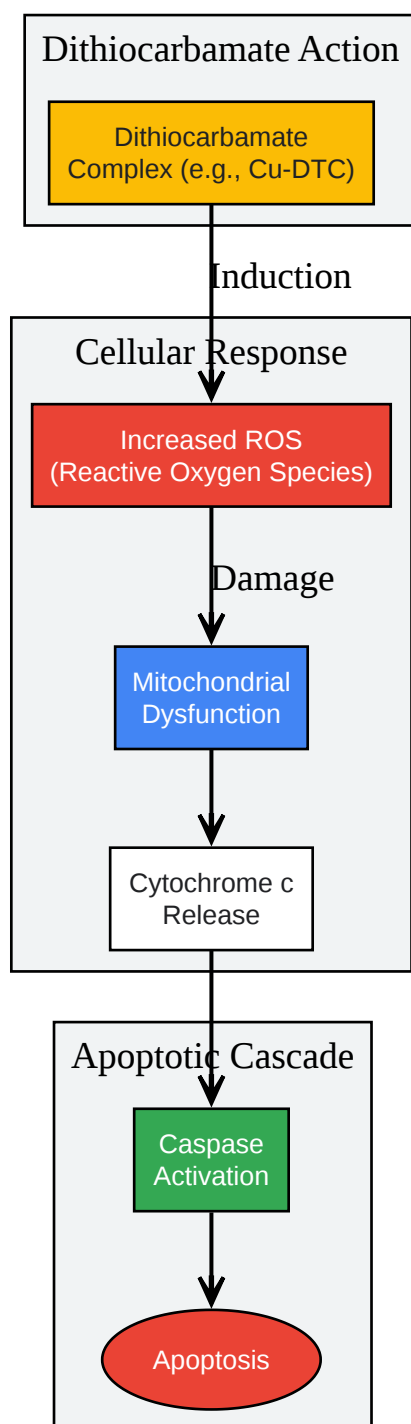 Dithiocarbamate Action
Dithiocarbamate
Complex (e.g., Cu-DTC)
Induction
Cellular Response
Increased ROS
(Reactive Oxygen Species)
Damage
Mitochondrial
Dysfunction
Cytochrome c
Release
Apoptotic Cascade
Caspase
Activation
Apoptosis